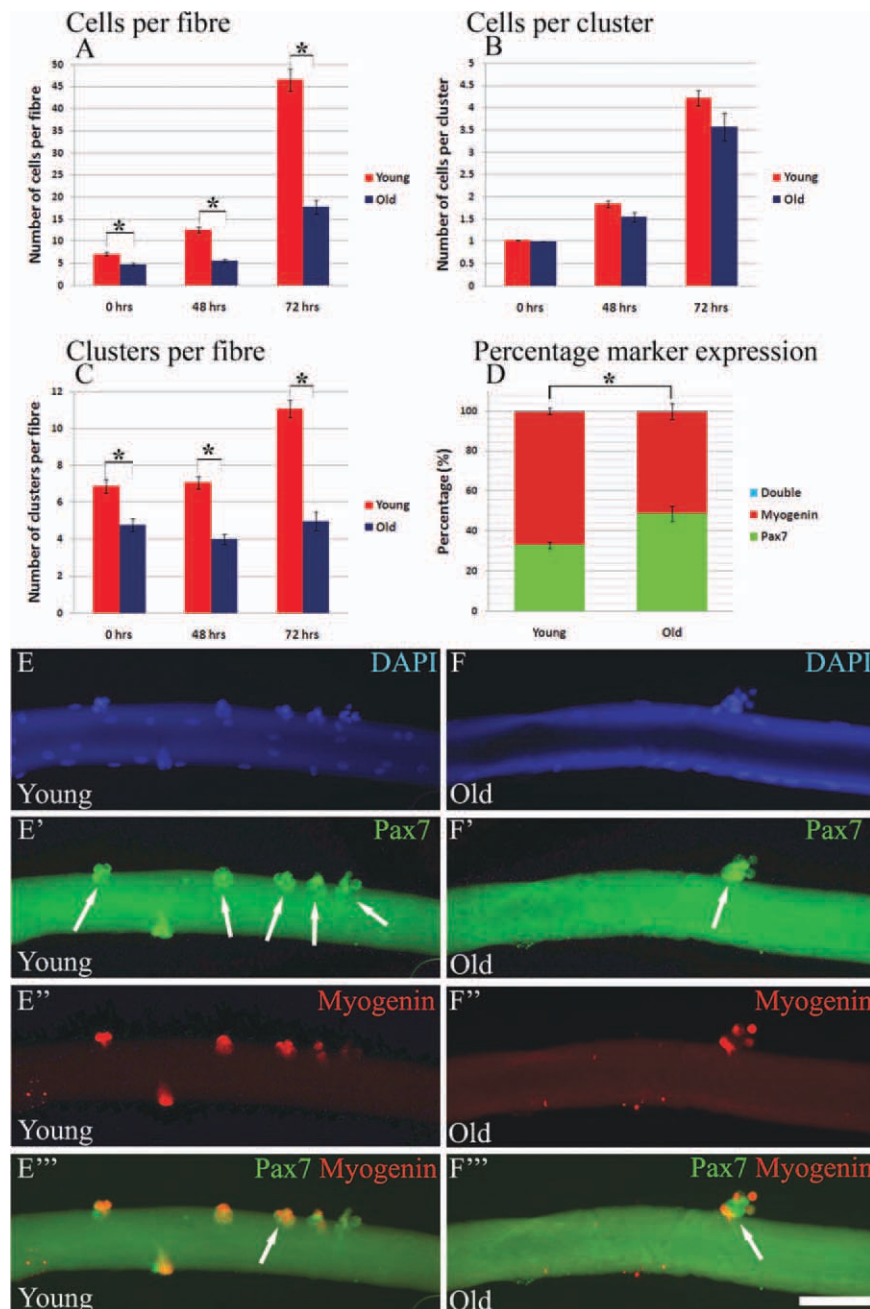 Cells per fibre
A
Number of cells per fibre
50
45
40
35
30
25
20
15
10
5
0
*
*
*
0 hrs
48 hrs
72 hrs
Young
Old
Cells per cluster
B
Number of cells per cluster
5
4.5
4
3.5
3
2.5
2
1.5
1
0.5
0
0 hrs
48 hrs
72 hrs
Young
Old
Clusters per fibre
C
Number of clusters per fibre
12
10
8
6
4
2
0
*
*
*
0 hrs
48 hrs
72 hrs
Young
Old
Percentage marker expression
D
*
Percentage (%)
100
80
60
40
20
0
Young
Old
Double
Myogenin
Pax7
E
DAPI
Young
F
DAPI
Old
E'
Pax7
Young
F'
Pax7
Old
E''
Myogenin
Young
F''
Myogenin
Old
E'''
Pax7 Myogenin
Young
F'''
Pax7 Myogenin
Old